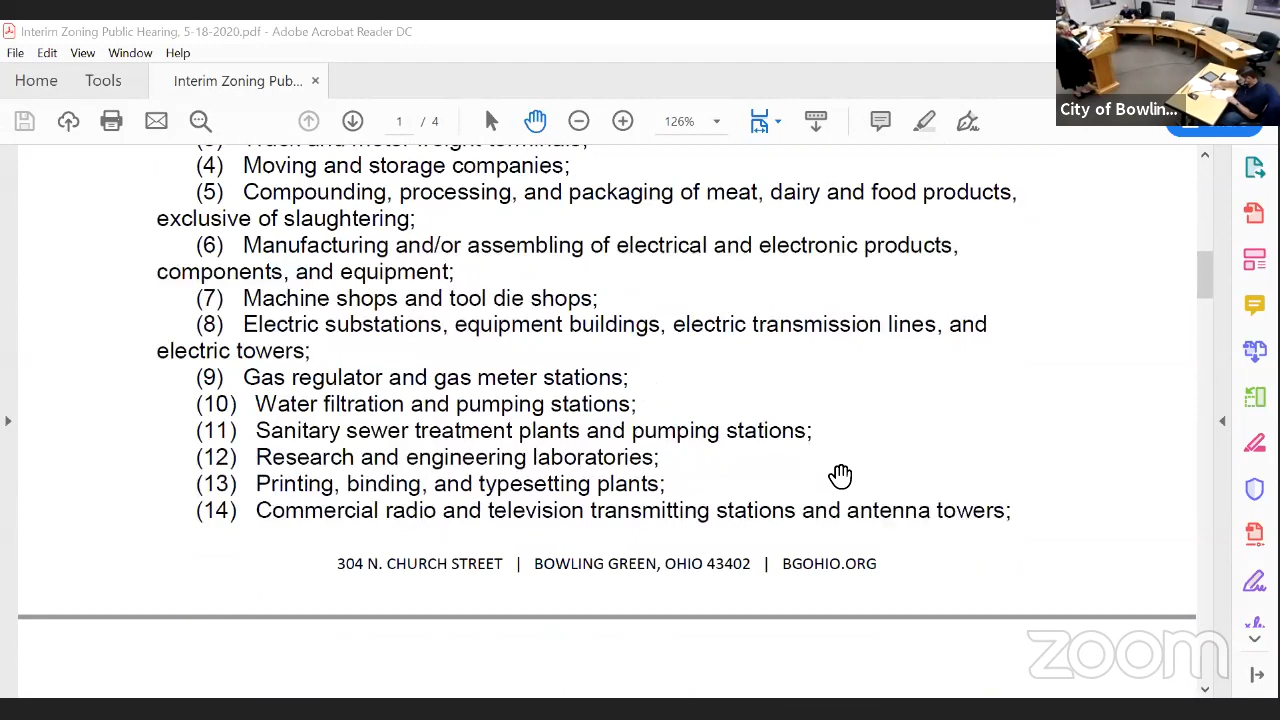 Interim Zoning Public Hearing, 5-18-2020.pdf - Adobe Acrobat Reader DC
File Edit View Window Help
Home Tools Interim Zoning Pub... ×
1 / 4 126%
City of Bowlin...
(4) Moving and storage companies;
(5) Compounding, processing, and packaging of meat, dairy and food products,
exclusive of slaughtering;
(6) Manufacturing and/or assembling of electrical and electronic products,
components, and equipment;
(7) Machine shops and tool die shops;
(8) Electric substations, equipment buildings, electric transmission lines, and
electric towers;
(9) Gas regulator and gas meter stations;
(10) Water filtration and pumping stations;
(11) Sanitary sewer treatment plants and pumping stations;
(12) Research and engineering laboratories;
(13) Printing, binding, and typesetting plants;
(14) Commercial radio and television transmitting stations and antenna towers;
304 N. CHURCH STREET | BOWLING GREEN, OHIO 43402 | BGOHIO.ORG
zoom